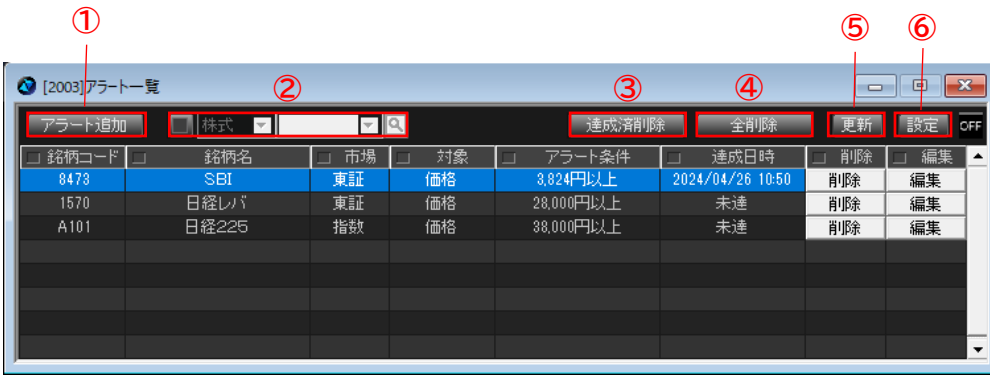 ① ⑤ ⑥
[2003]アラート一覧 ② ③ ④
アラート追加 株式 達成済削除 全削除 更新 設定 OFF
銘柄コード 銘柄名 市場 対象 アラート条件 達成日時 削除 編集
8473 SBI 東証 価格 3,824円以上 2024/04/26 10:50 削除 編集
1570 日経レバ 東証 価格 28,000円以上 未達 削除 編集
A101 日経225 指数 価格 38,000円以上 未達 削除 編集